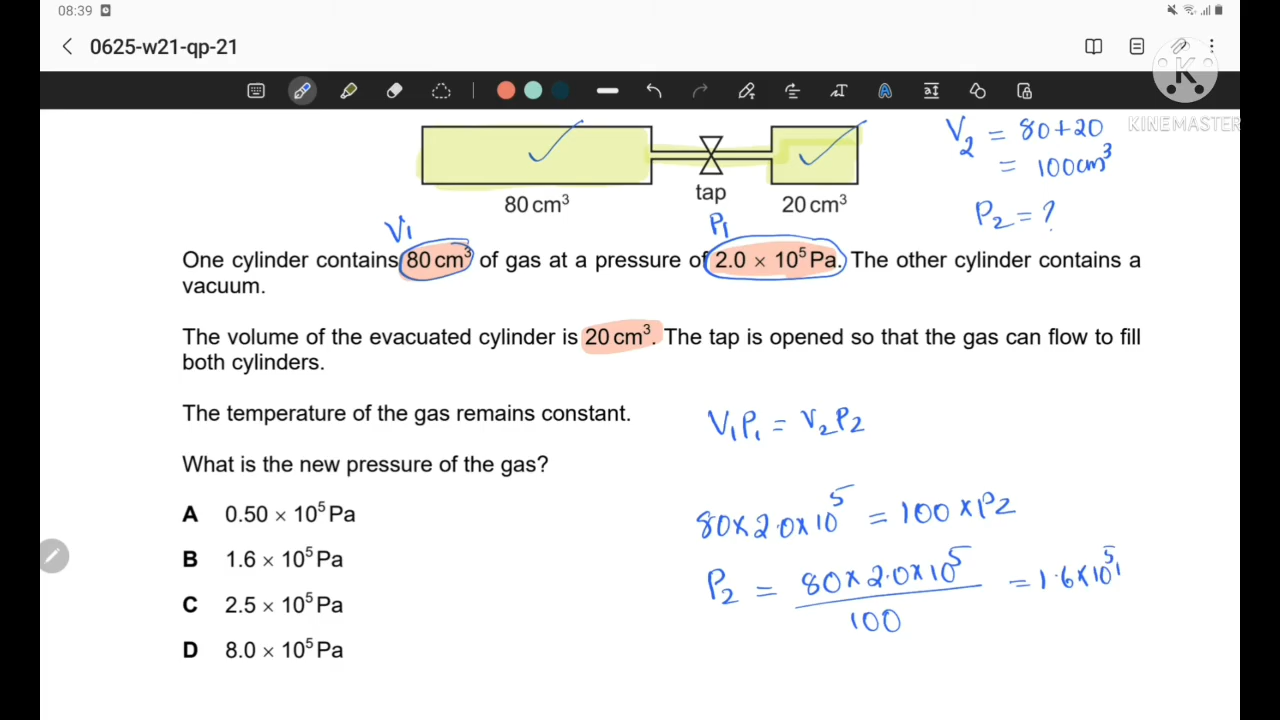 08:39
0625-w21-qp-21
K
KINEMASTER
V₂ = 80+20
= 100cm³
P₂ = ?
80 cm³
tap
20 cm³
V₁
P₁
One cylinder contains 80 cm³ of gas at a pressure of 2.0 × 10⁵ Pa. The other cylinder contains a
vacuum.
The volume of the evacuated cylinder is 20 cm³. The tap is opened so that the gas can flow to fill
both cylinders.
The temperature of the gas remains constant.
V₁P₁ = V₂P₂
What is the new pressure of the gas?
A 0.50 × 10⁵ Pa
80×2.0×10⁵ = 100×P2
B 1.6 × 10⁵ Pa
P₂ = 80×2.0×10⁵ = 1.6×10⁵
100
C 2.5 × 10⁵ Pa
D 8.0 × 10⁵ Pa